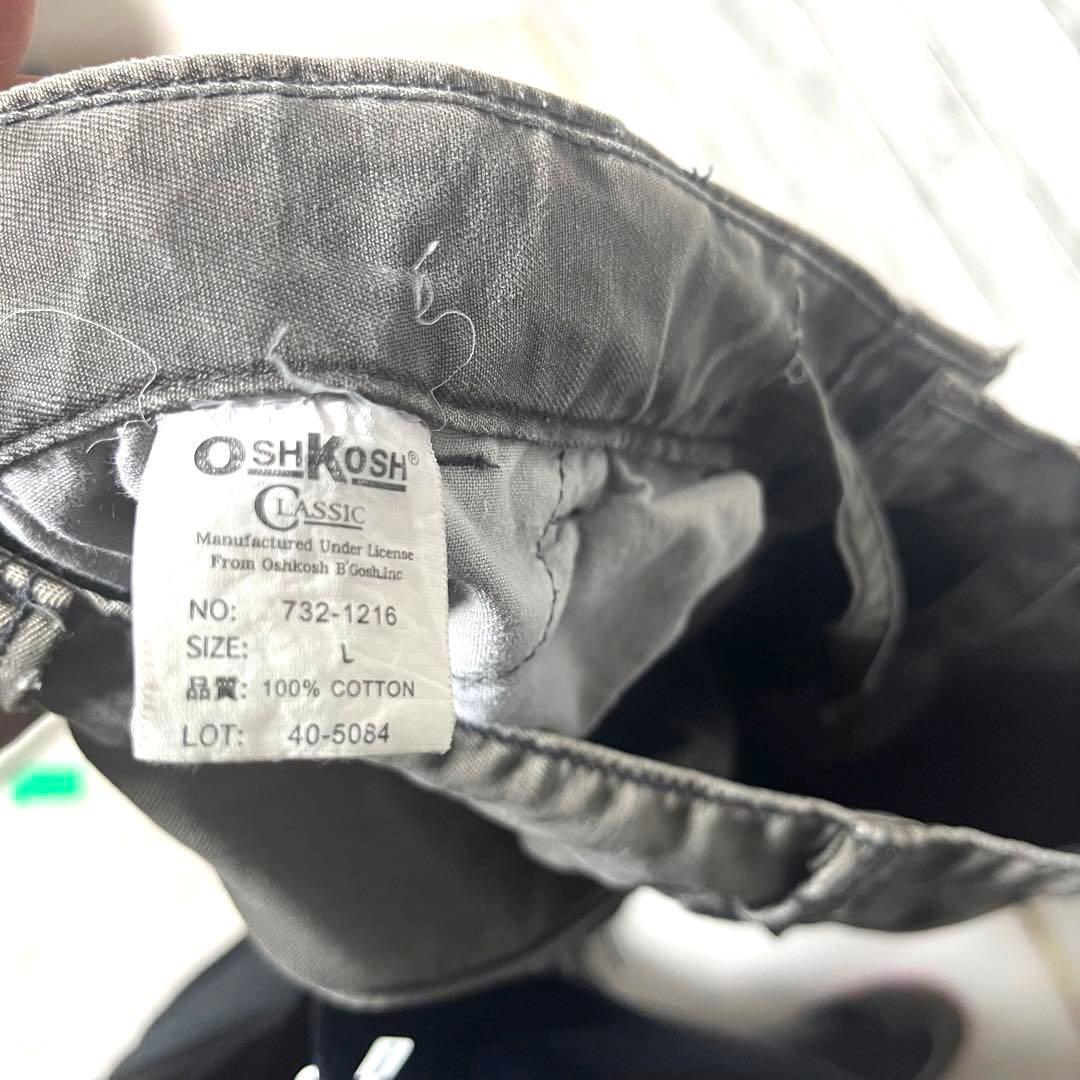 OSHKOSH®
CLASSIC
Manufactured Under License
From Oshkosh B'Gosh.Inc
NO: 732-1216
SIZE: L
品質: 100% COTTON
LOT: 40-5084